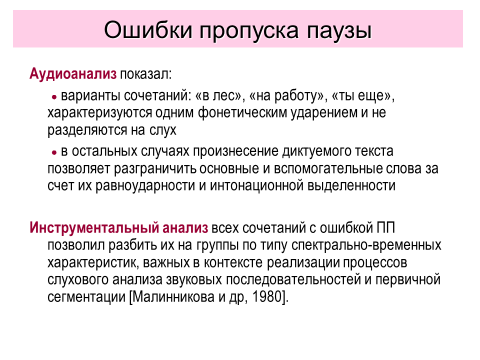 Ошибки пропуска паузы
Аудиоанализ показал:
● варианты сочетаний: «в лес», «на работу», «ты еще»,
характеризуются одним фонетическим ударением и не
разделяются на слух
● в остальных случаях произнесение диктуемого текста
позволяет разграничить основные и вспомогательные слова за
счет их равноударности и интонационной выделенности
Инструментальный анализ всех сочетаний с ошибкой ПП
позволил разбить их на группы по типу спектрально-временных
характеристик, важных в контексте реализации процессов
слухового анализа звуковых последовательностей и первичной
сегментации [Малинникова и др, 1980].